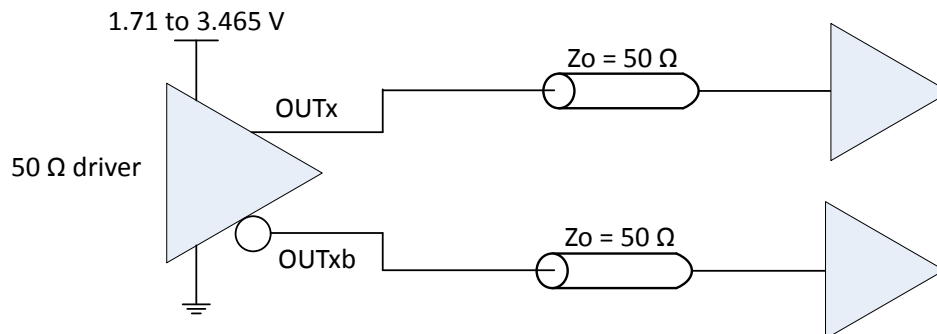 1.71 to 3.465 V
Zo = 50 Ω
OUTx
50 Ω driver
Zo = 50 Ω
OUTxb